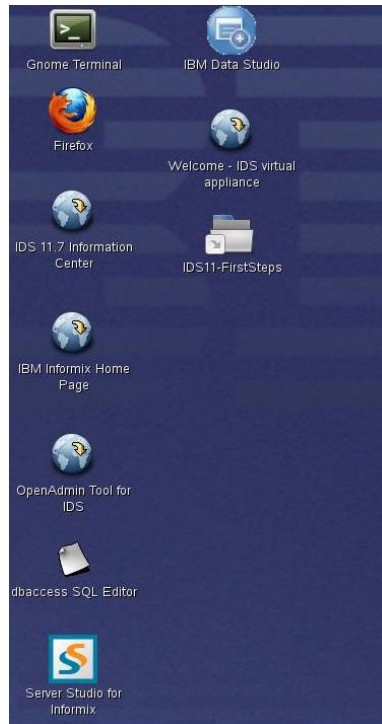 Gnome Terminal
IBM Data Studio
Firefox
Welcome - IDS virtual
appliance
IDS 11.7 Information
Center
IDS11-FirstSteps
IBM Informix Home
Page
OpenAdmin Tool for
IDS
dbaccess SQL Editor
Server Studio for
Informix